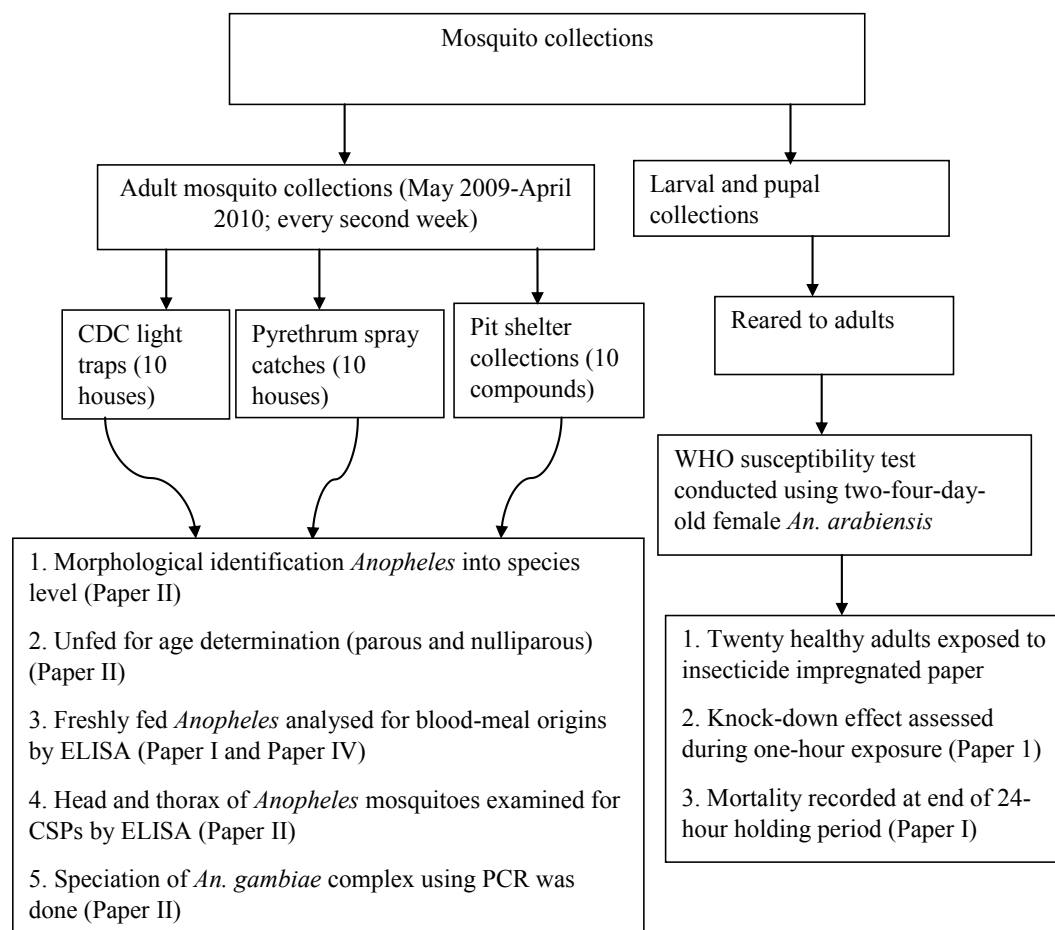 Mosquito collections
Adult mosquito collections (May 2009-April
2010; every second week)
Larval and pupal
collections
CDC light
traps (10
houses)
Pyrethrum spray
catches (10
houses)
Pit shelter
collections (10
compounds)
Reared to adults
WHO susceptibility test
conducted using two-four-day-
old female An. arabiensis
1. Morphological identification Anopheles into species
level (Paper II)
2. Unfed for age determination (parous and nulliparous)
(Paper II)
3. Freshly fed Anopheles analysed for blood-meal origins
by ELISA (Paper I and Paper IV)
4. Head and thorax of Anopheles mosquitoes examined for
CSPs by ELISA (Paper II)
5. Speciation of An. gambiae complex using PCR was
done (Paper II)
1. Twenty healthy adults exposed to
insecticide impregnated paper
2. Knock-down effect assessed
during one-hour exposure (Paper 1)
3. Mortality recorded at end of 24-
hour holding period (Paper I)